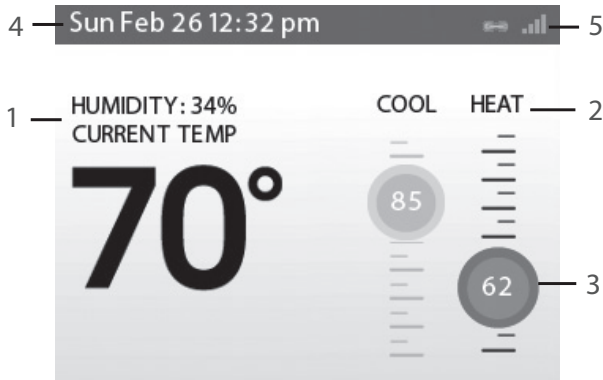 4 Sun Feb 26 12:32 pm 5
1 HUMIDITY: 34% COOL HEAT 2
CURRENT TEMP
70°
85
62 3